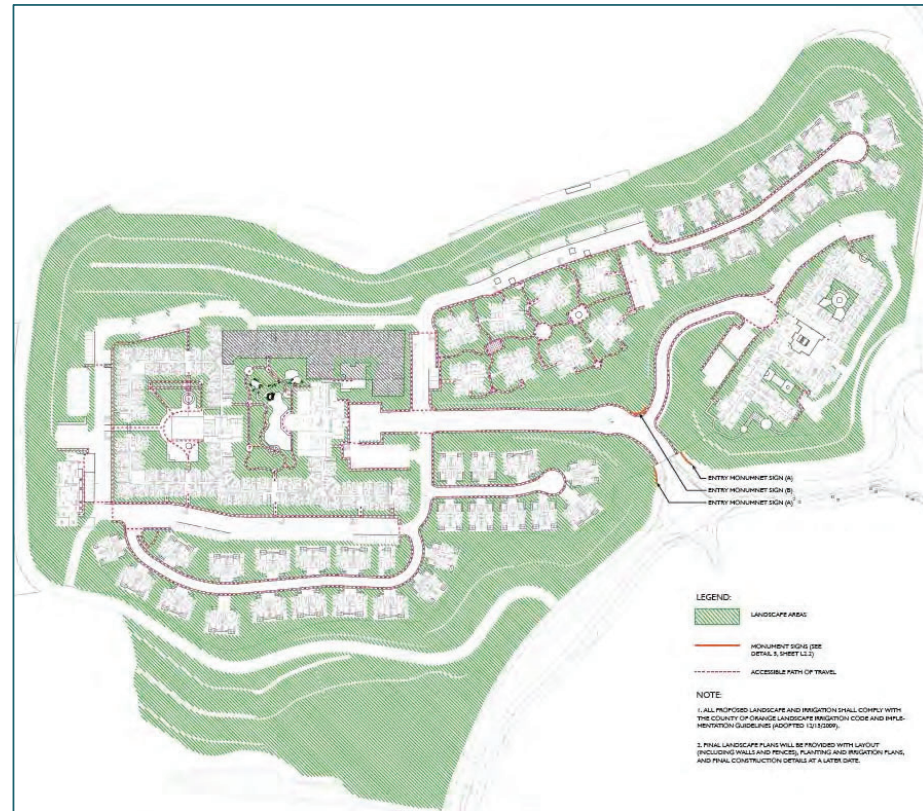 ENTRY MONUMNET SIGN (A)
ENTRY MONUMNET SIGN (B)
ENTRY MONUMNET SIGN (A)
LEGEND:
LANDSCAPE AREAS
MONUMENT SIGNS (SEE
DETAIL 5, SHEET L2.2)
ACCESSIBLE PATH OF TRAVEL
NOTE:
1. ALL PROPOSED LANDSCAPE AND IRRIGATION SHALL COMPLY WITH
THE COUNTY OF ORANGE LANDSCAPE IRRIGATION CODE AND IMPLE-
MENTATION GUIDELINES (ADOPTED 12/15/2009).
2. FINAL LANDSCAPE PLANS WILL BE PROVIDED WITH LAYOUT
(INCLUDING WALLS AND FENCES), PLANTING AND IRRIGATION PLANS,
AND FINAL CONSTRUCTION DETAILS AT A LATER DATE.